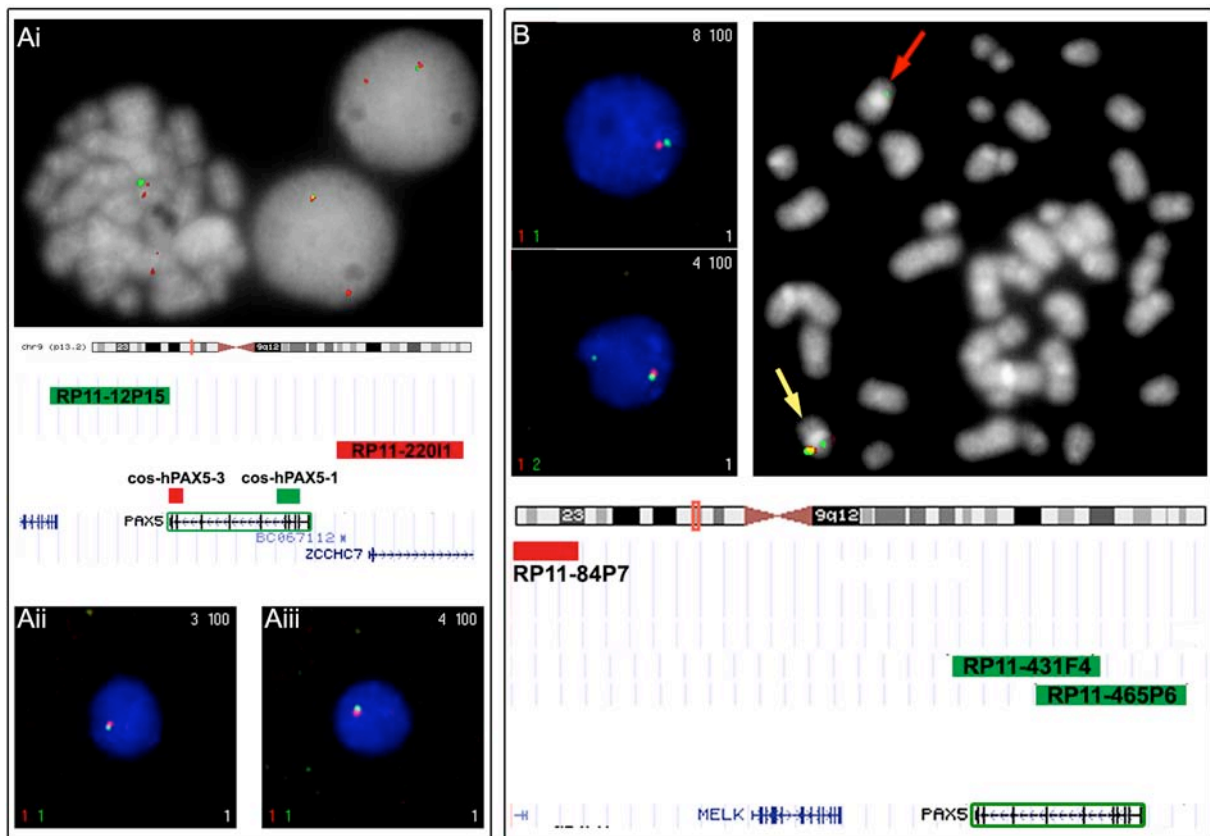 Ai
chr9 (p13.2)
23
9q12
RP11-12P15
RP11-220I1
cos-hPAX5-3
cos-hPAX5-1
PAX5
BC067112
ZCCHC7
Aii
3 100
1 1
1
Aiii
4 100
1 1
1
B
8 100
1 1
1
4 100
1 2
1
23
9q12
RP11-84P7
RP11-431F4
RP11-465P6
MELK
PAX5